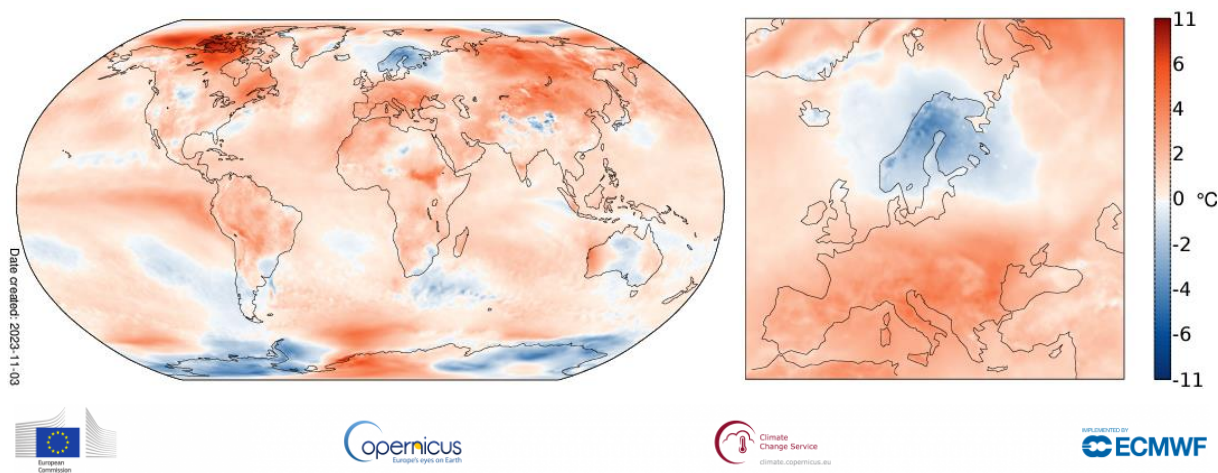 11
6
4
2
0 °C
-2
-4
-6
-11
Date created: 2023-11-03
European
Commission
opernicus
Europe's eyes on Earth
Climate
Change Service
climate.copernicus.eu
IMPLEMENTED BY
ECMWF